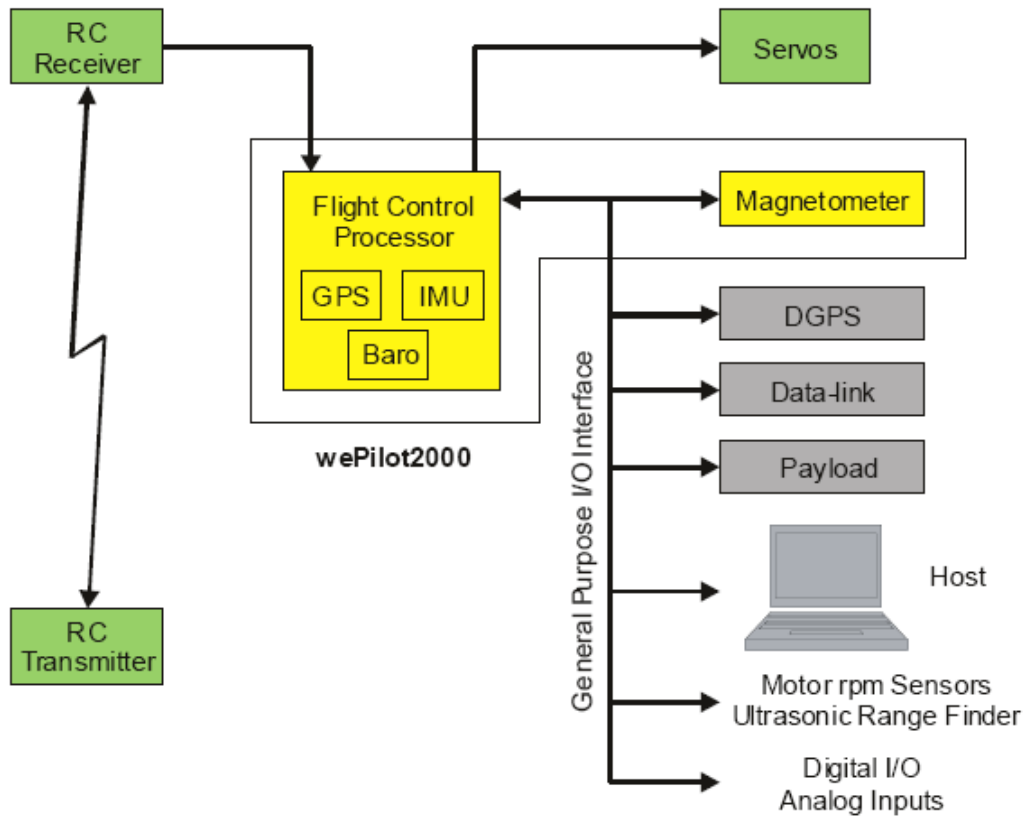 RC
Receiver
Servos
Flight Control
Processor
GPS
IMU
Baro
Magnetometer
wePilot2000
General Purpose I/O Interface
DGPS
Data-link
Payload
Host
RC
Transmitter
Motor rpm Sensors
Ultrasonic Range Finder
Digital I/O
Analog Inputs